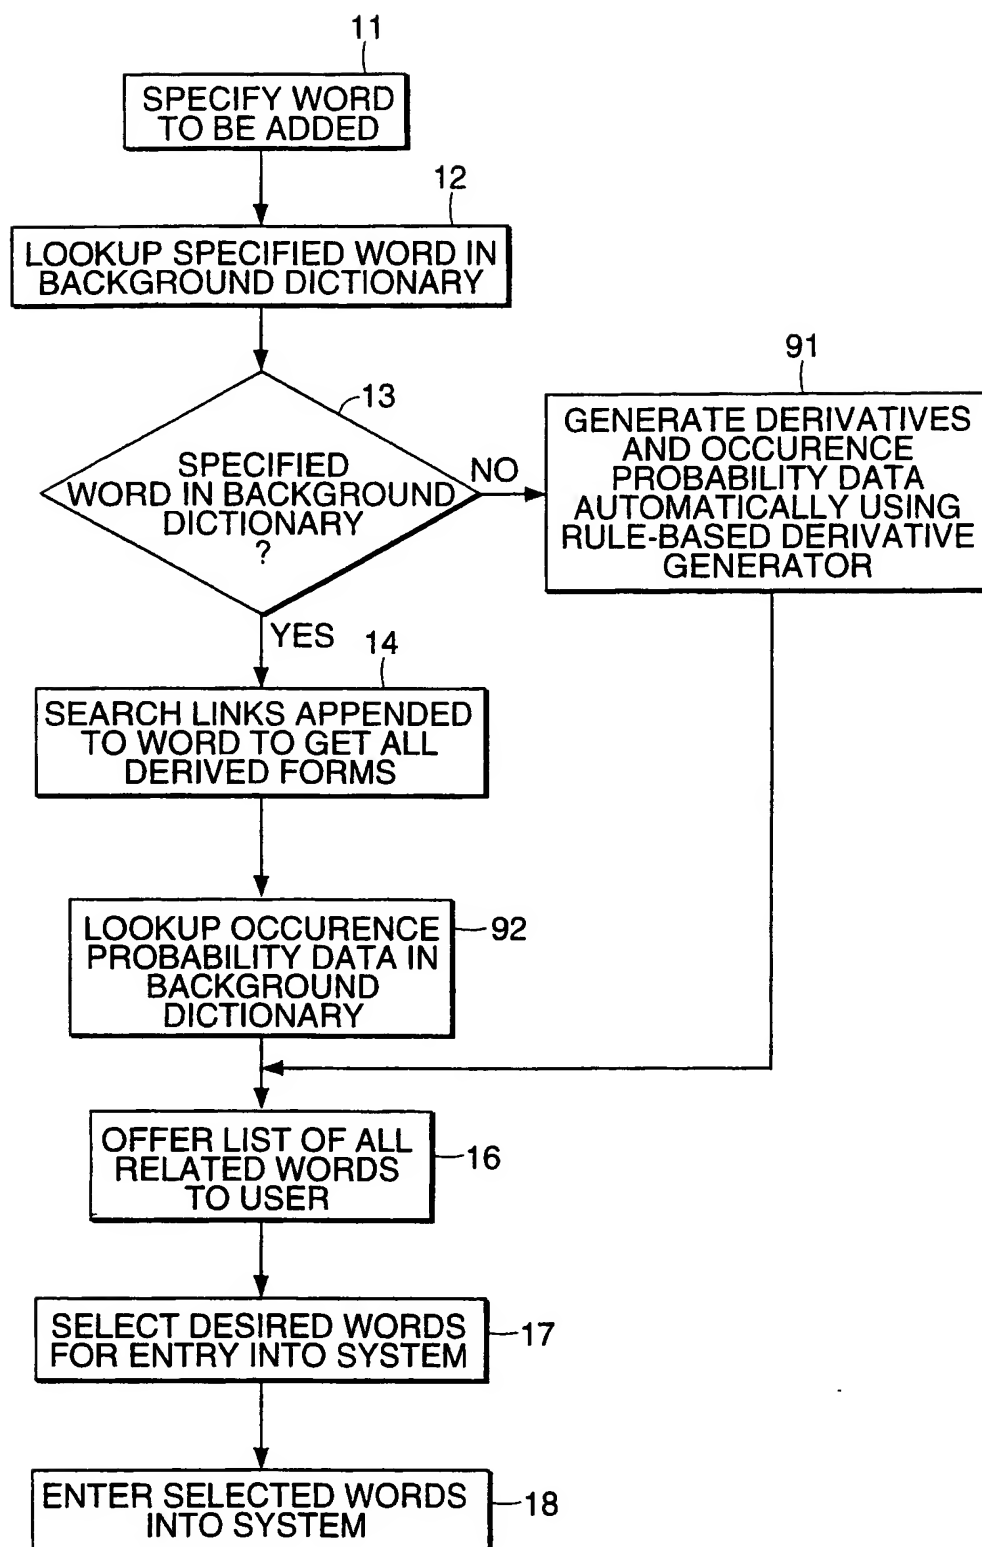 11
SPECIFY WORD
TO BE ADDED
12
LOOKUP SPECIFIED WORD IN
BACKGROUND DICTIONARY
13
SPECIFIED
WORD IN BACKGROUND
DICTIONARY
?
NO
91
GENERATE DERIVATIVES
AND OCCURENCE
PROBABILITY DATA
AUTOMATICALLY USING
RULE-BASED DERIVATIVE
GENERATOR
YES
14
SEARCH LINKS APPENDED
TO WORD TO GET ALL
DERIVED FORMS
LOOKUP OCCURENCE
PROBABILITY DATA IN
BACKGROUND
DICTIONARY
92
OFFER LIST OF ALL
RELATED WORDS
TO USER
16
SELECT DESIRED WORDS
FOR ENTRY INTO SYSTEM
17
ENTER SELECTED WORDS
INTO SYSTEM
18